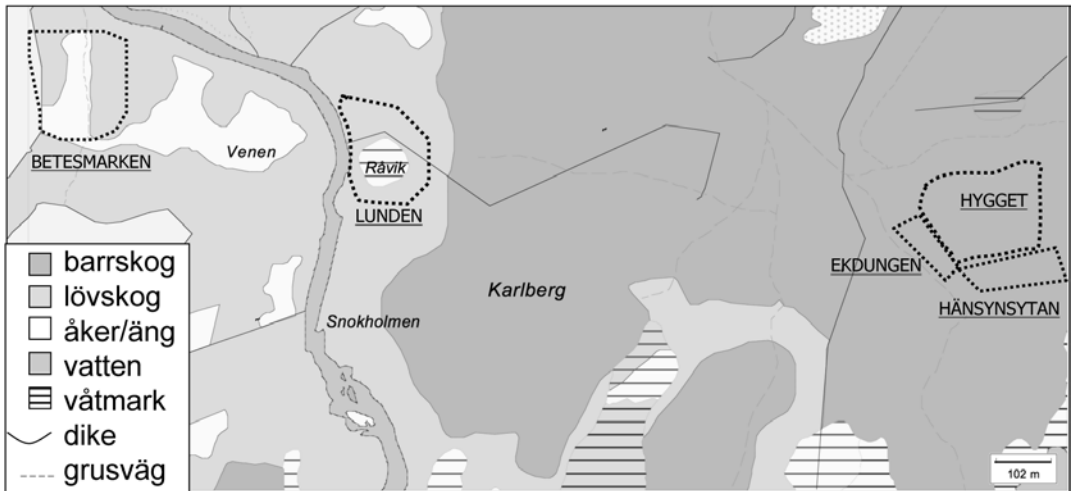 BETESMARKEN
Venen
Råvik
LUNDEN
HYGGET
EKDUNGEN
HÄNSYNSYTAN
Karlberg
Snokholmen
barrskog
lövskog
åker/äng
vatten
våtmark
dike
grusväg
102 m